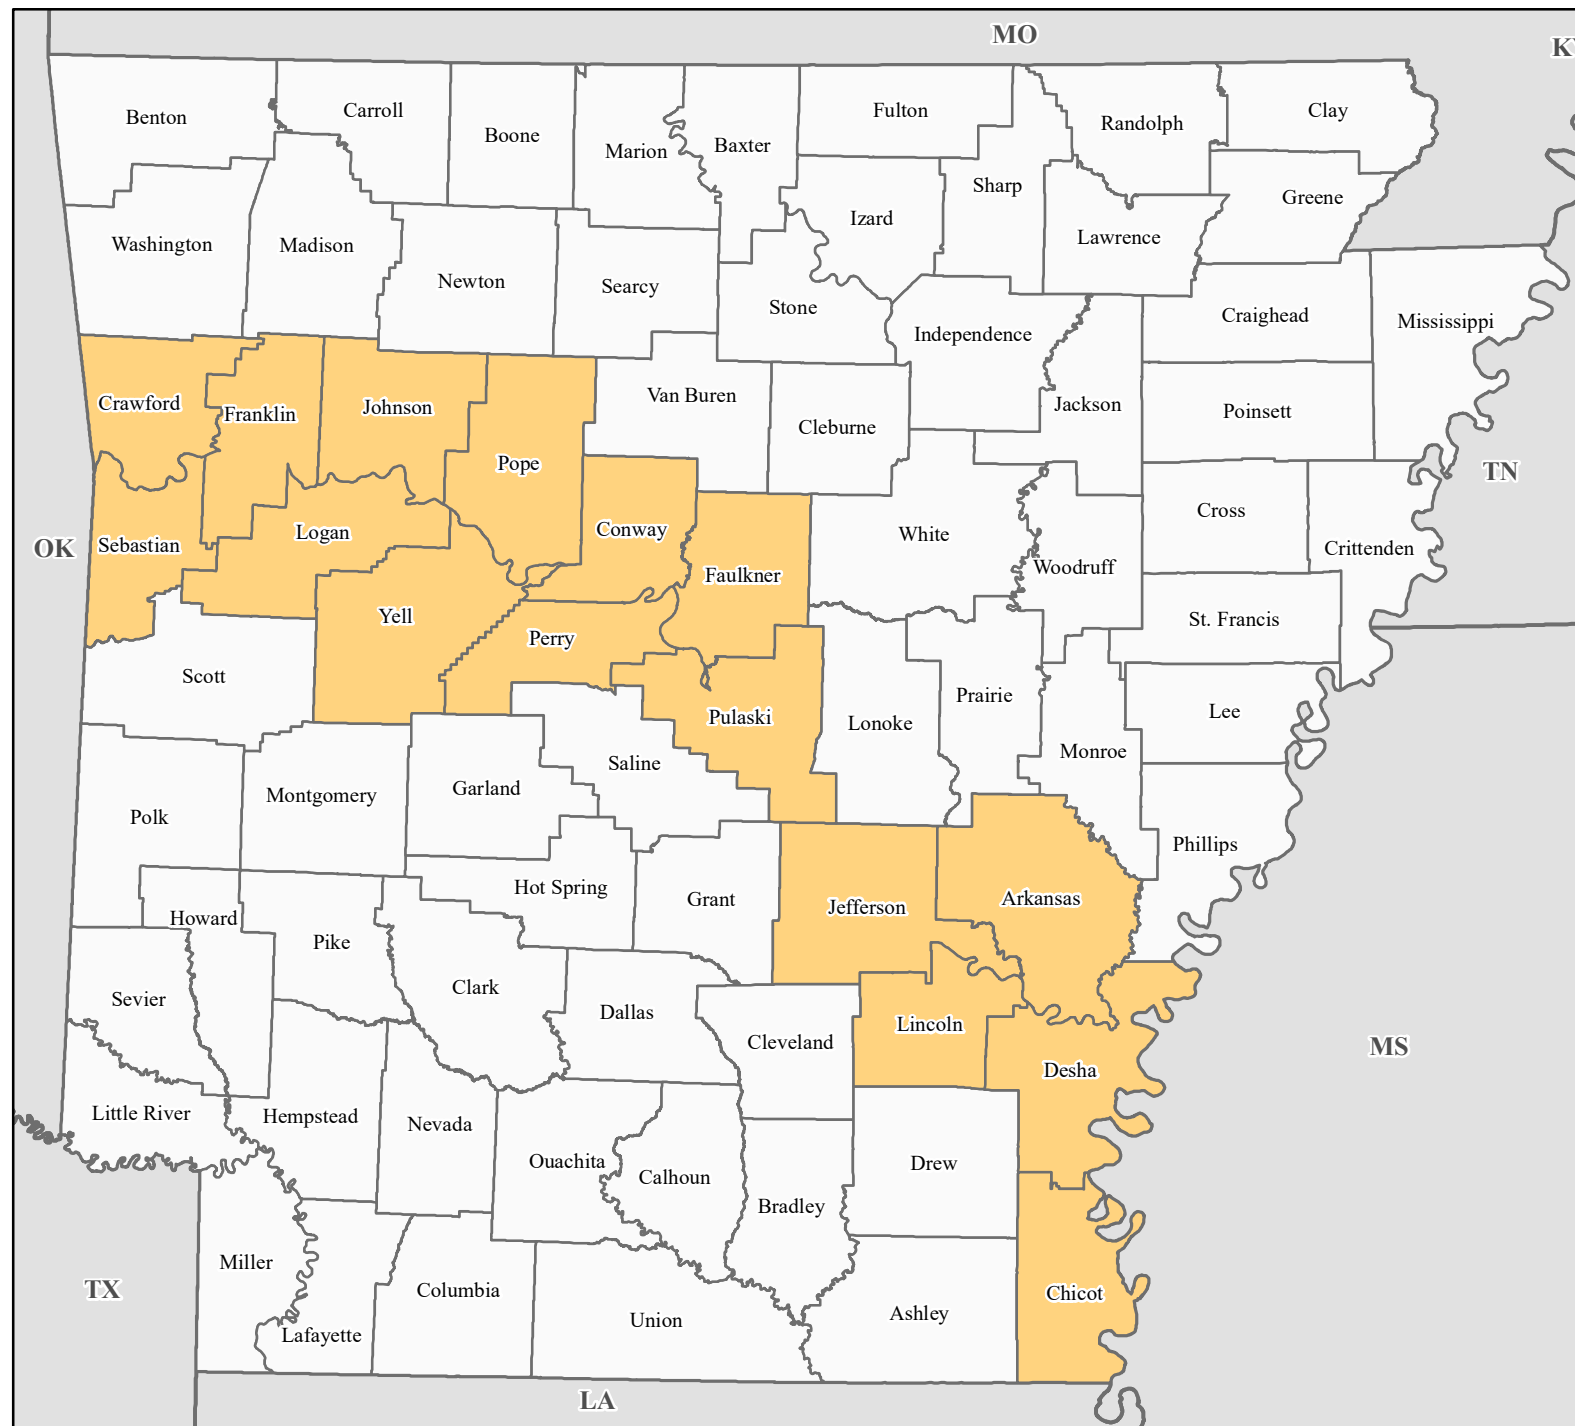 MO
KY
Benton
Carroll
Boone
Marion
Baxter
Fulton
Randolph
Clay
Sharp
Greene
Izard
Lawrence
Washington
Madison
Newton
Searcy
Stone
Independence
Craighead
Mississippi
Crawford
Franklin
Johnson
Van Buren
Cleburne
Jackson
Poinsett
Pope
TN
OK
Sebastian
Logan
Conway
White
Cross
Crittenden
Faulkner
Woodruff
Yell
Perry
St. Francis
Scott
Pulaski
Lonoke
Prairie
Lee
Saline
Monroe
Polk
Montgomery
Garland
Phillips
Hot Spring
Grant
Jefferson
Arkansas
Howard
Pike
Sevier
Clark
Dallas
Cleveland
Lincoln
MS
Desha
Little River
Hempstead
Nevada
Ouachita
Calhoun
Drew
Bradley
Miller
TX
Columbia
Chicot
Lafayette
Union
Ashley
LA